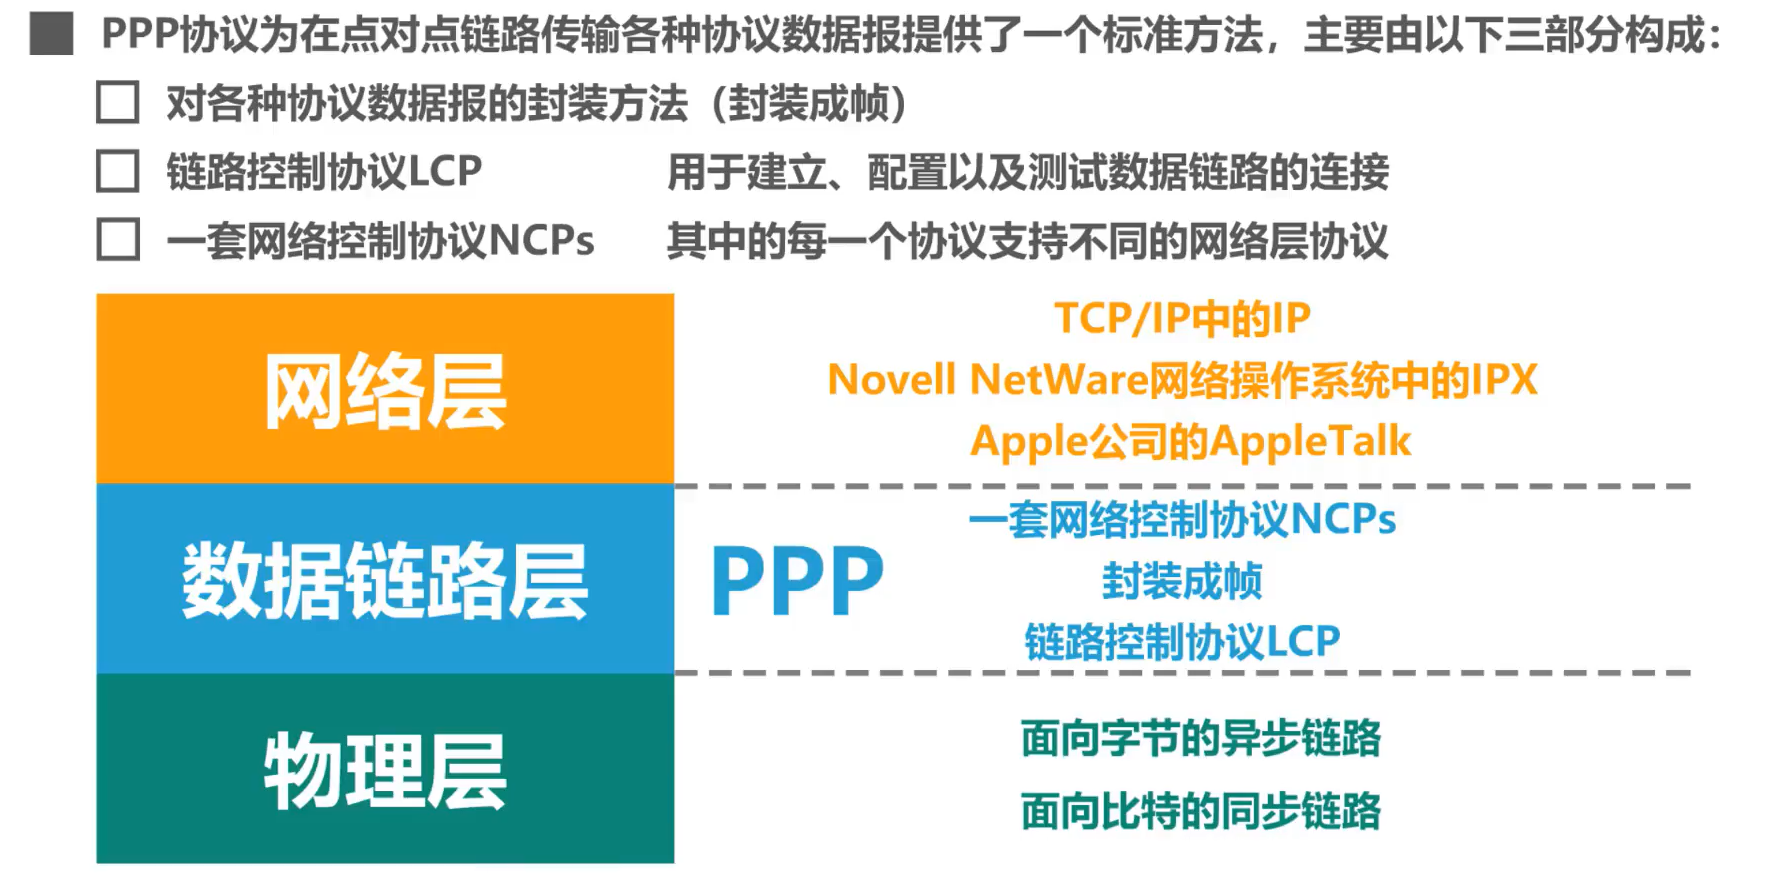 PPP协议为在点对点链路传输各种协议数据报提供了一个标准方法，主要由以下三部分构成：
对各种协议数据报的封装方法（封装成帧）
链路控制协议LCP 用于建立、配置以及测试数据链路的连接
一套网络控制协议NCPs 其中的每一个协议支持不同的网络层协议
网络层
TCP/IP中的IP
Novell NetWare网络操作系统中的IPX
Apple公司的AppleTalk
数据链路层
PPP
一套网络控制协议NCPs
封装成帧
链路控制协议LCP
物理层
面向字节的异步链路
面向比特的同步链路